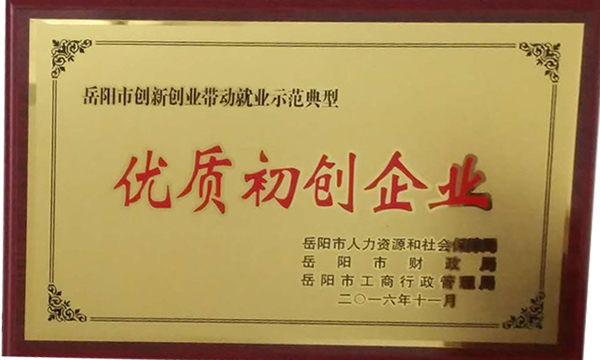 岳阳市创新创业带动就业示范典型
优质初创企业
岳阳市人力资源和社会保障局
岳阳市财政局
岳阳市工商行政管理局
二〇一六年十一月